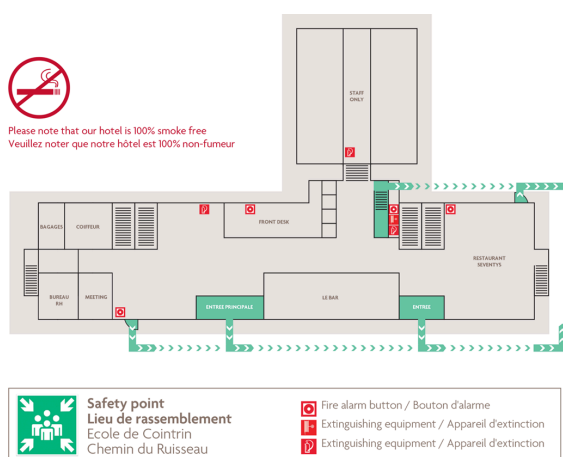 STAFF
ONLY
Please note that our hotel is 100% smoke free
Veuillez noter que notre hôtel est 100% non-fumeur
FRONT DESK
BAGAGES
COIFFEUR
RESTAURANT
SEVENTYS
BUREAU
RH
MEETING
LE BAR
ENTREE PRINCIPALE
ENTREE
Safety point
Lieu de rassemblement
Ecole de Cointrin
Chemin du Ruisseau
Fire alarm button / Bouton d'alarme
Extinguishing equipment / Appareil d'extinction
Extinguishing equipment / Appareil d'extinction